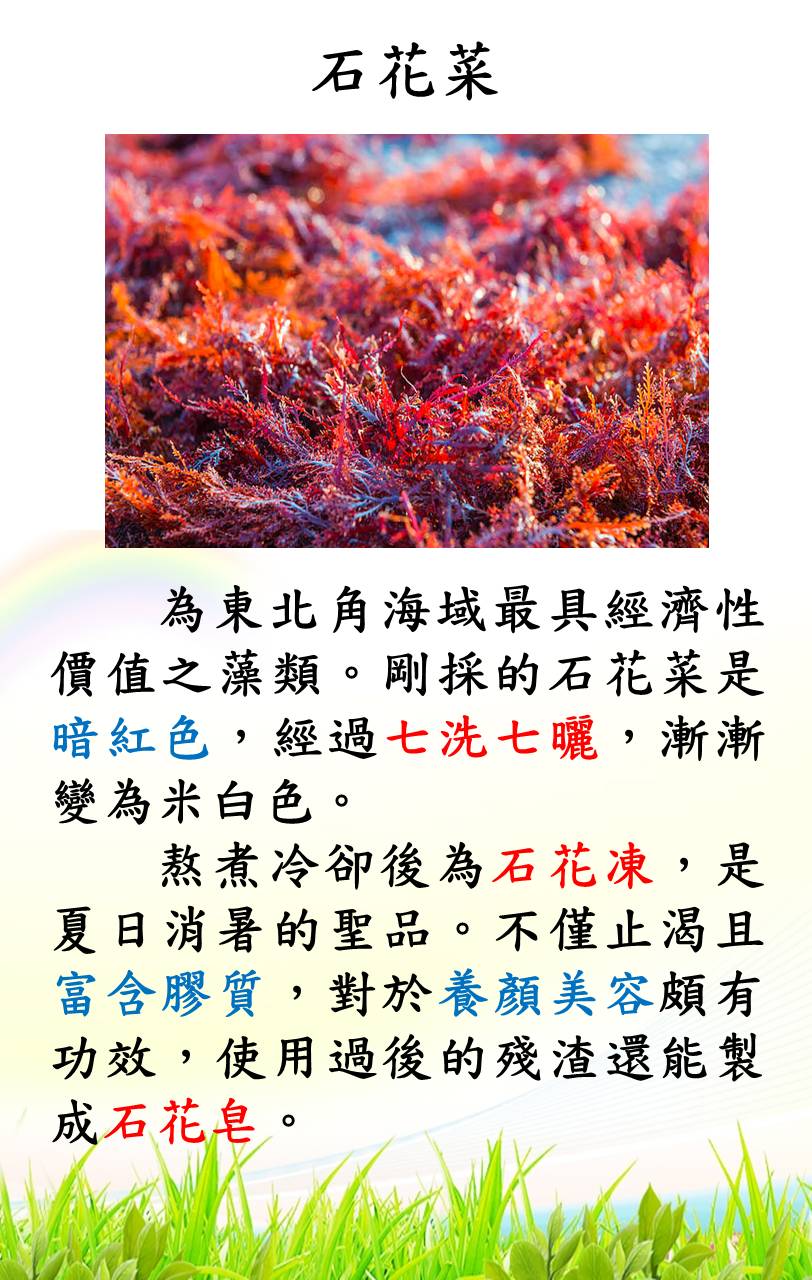 石花菜
為東北角海域最具經濟性
價值之藻類。剛採的石花菜是
暗紅色，經過七洗七曬，漸漸
變為米白色。
熬煮冷卻後為石花凍，是
夏日消暑的聖品。不僅止渴且
富含膠質，對於養顏美容頗有
功效，使用過後的殘渣還能製
成石花皂。